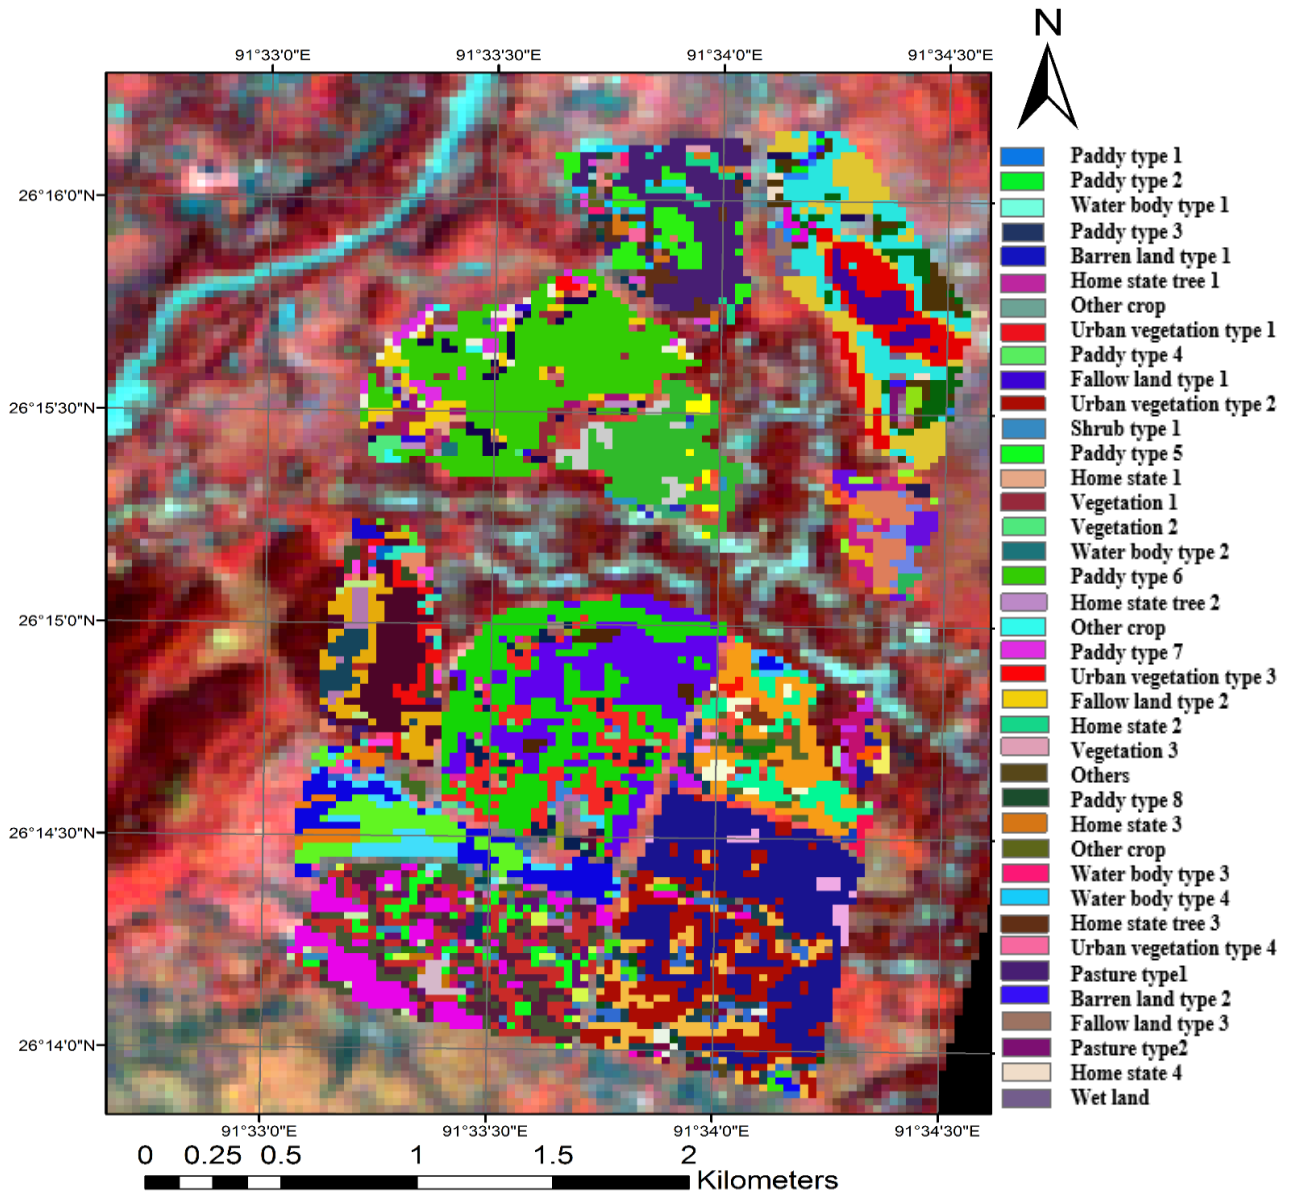 N
91°33'0"E 91°33'30"E 91°34'0"E 91°34'30"E
26°16'0"N
26°15'30"N
26°15'0"N
26°14'30"N
26°14'0"N
Paddy type 1
Paddy type 2
Water body type 1
Paddy type 3
Barren land type 1
Home state tree 1
Other crop
Urban vegetation type 1
Paddy type 4
Fallow land type 1
Urban vegetation type 2
Shrub type 1
Paddy type 5
Home state 1
Vegetation 1
Vegetation 2
Water body type 2
Paddy type 6
Home state tree 2
Other crop
Paddy type 7
Urban vegetation type 3
Fallow land type 2
Home state 2
Vegetation 3
Others
Paddy type 8
Home state 3
Other crop
Water body type 3
Water body type 4
Home state tree 3
Urban vegetation type 4
Pasture type1
Barren land type 2
Fallow land type 3
Pasture type2
Home state 4
Wet land
91°33'0"E 91°33'30"E 91°34'0"E 91°34'30"E
0 0.25 0.5 1 1.5 2
Kilometers